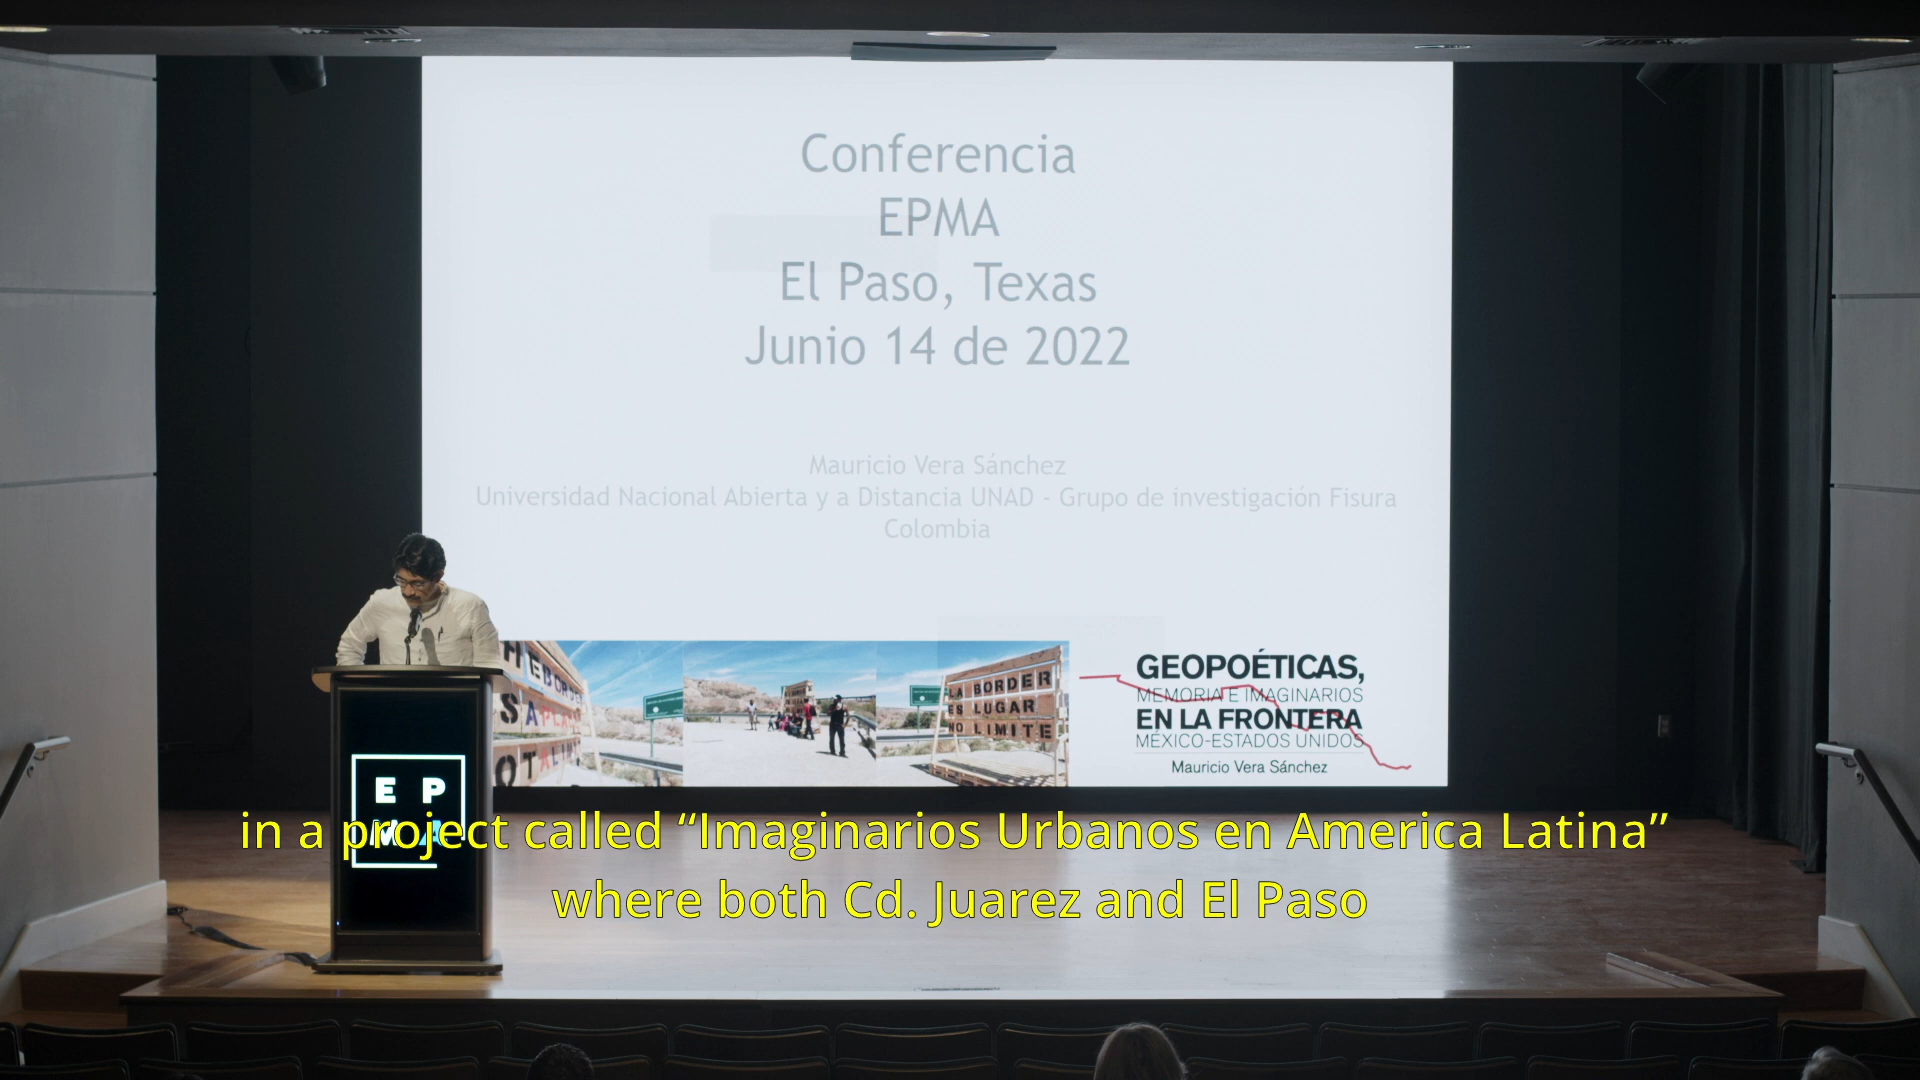 Conferencia
EPMA
El Paso, Texas
Junio 14 de 2022
Mauricio Vera Sánchez
Universidad Nacional Abierta y a Distancia UNAD - Grupo de investigación Fisura
Colombia
LA BORDER
ES LUGAR
NO LIMITE
GEOPOÉTICAS,
MEMORIA E IMAGINARIOS
EN LA FRONTERA
MÉXICO-ESTADOS UNIDOS
Mauricio Vera Sánchez
E P
M A
in a project called “Imaginarios Urbanos en America Latina”
where both Cd. Juarez and El Paso